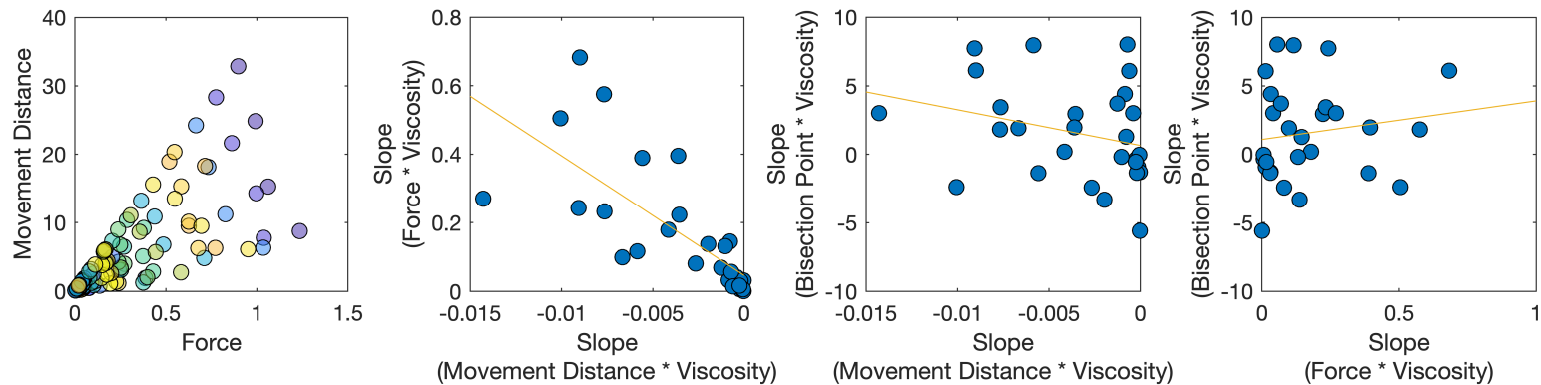 40
30
20
10
0
0
0.5
1
1.5
Movement Distance
Force
0.8
0.6
0.4
0.2
0
-0.015
-0.01
-0.005
0
Slope
(Force * Viscosity)
Slope
(Movement Distance * Viscosity)
10
5
0
-5
-10
-0.015
-0.01
-0.005
0
Slope
(Bisection Point * Viscosity)
Slope
(Movement Distance * Viscosity)
10
5
0
-5
-10
0
0.5
1
Slope
(Bisection Point * Viscosity)
Slope
(Force * Viscosity)